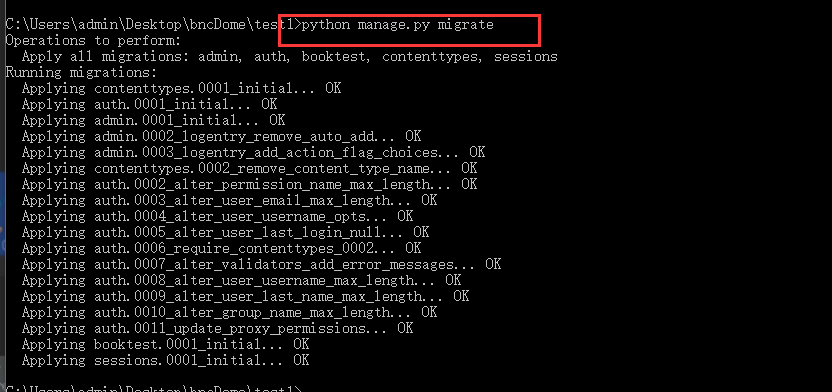 C:\Users\admin\Desktop\bncDome\test1>python manage.py migrate
Operations to perform:
  Apply all migrations: admin, auth, booktest, contenttypes, sessions
Running migrations:
  Applying contenttypes.0001_initial... OK
  Applying auth.0001_initial... OK
  Applying admin.0001_initial... OK
  Applying admin.0002_logentry_remove_auto_add... OK
  Applying admin.0003_logentry_add_action_flag_choices... OK
  Applying contenttypes.0002_remove_content_type_name... OK
  Applying auth.0002_alter_permission_name_max_length... OK
  Applying auth.0003_alter_user_email_max_length... OK
  Applying auth.0004_alter_user_username_opts... OK
  Applying auth.0005_alter_user_last_login_null... OK
  Applying auth.0006_require_contenttypes_0002... OK
  Applying auth.0007_alter_validators_add_error_messages... OK
  Applying auth.0008_alter_user_username_max_length... OK
  Applying auth.0009_alter_user_last_name_max_length... OK
  Applying auth.0010_alter_group_name_max_length... OK
  Applying auth.0011_update_proxy_permissions... OK
  Applying booktest.0001_initial... OK
  Applying sessions.0001_initial... OK
C:\Users\admin\Desktop\bncDome\test1>